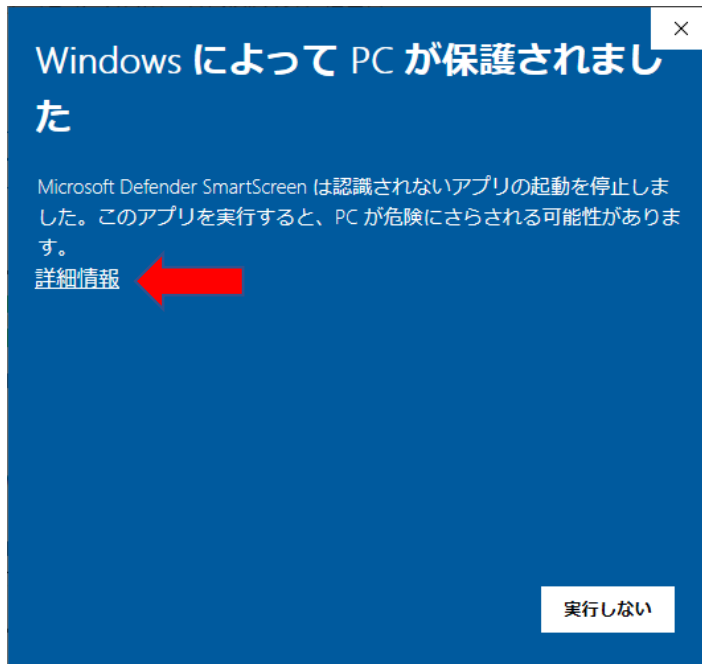 Windows によって PC が保護されまし
た
Microsoft Defender SmartScreen は認識されないアプリの起動を停止しま
した。このアプリを実行すると、PC が危険にさらされる可能性がありま
す。
詳細情報
実行しない